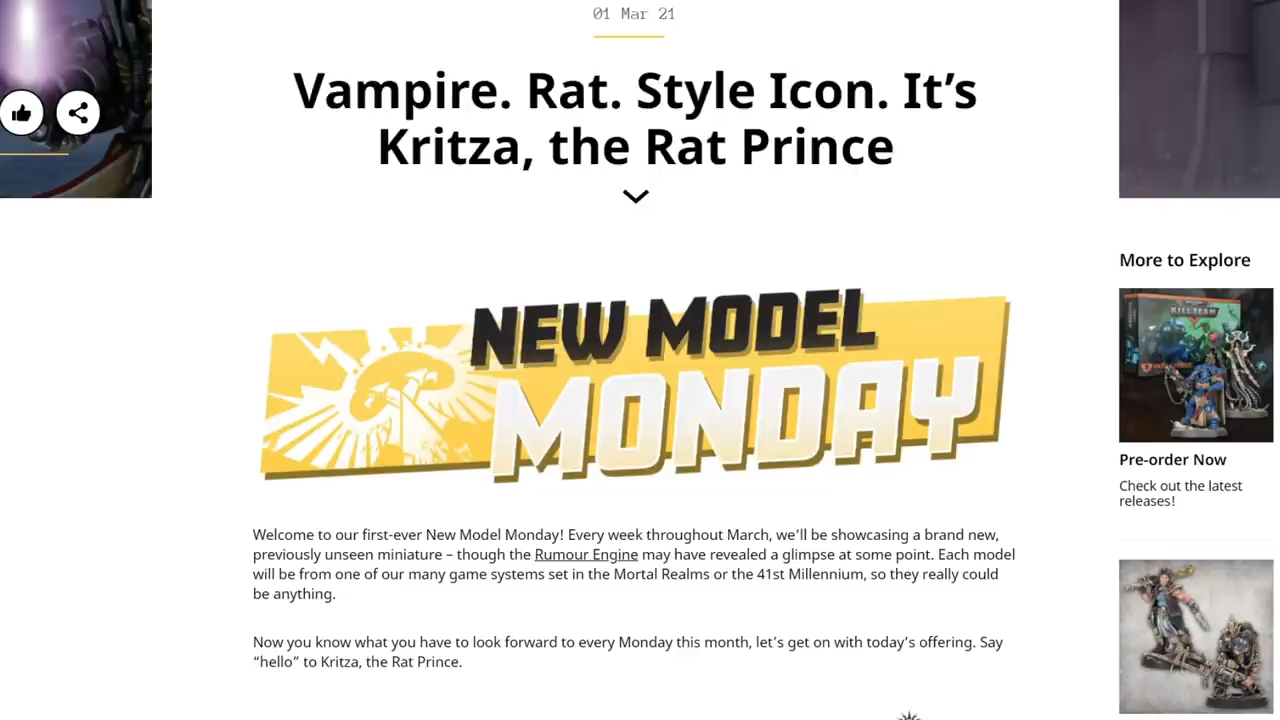 01 Mar 21
Vampire. Rat. Style Icon. It’s
Kritza, the Rat Prince
NEW MODEL
MONDAY
Welcome to our first-ever New Model Monday! Every week throughout March, we’ll be showcasing a brand new,
previously unseen miniature – though the Rumour Engine may have revealed a glimpse at some point. Each model
will be from one of our many game systems set in the Mortal Realms or the 41st Millennium, so they really could
be anything.
Now you know what you have to look forward to every Monday this month, let’s get on with today’s offering. Say
“hello” to Kritza, the Rat Prince.
More to Explore
KILLTEAM
Pre-order Now
Check out the latest
releases!